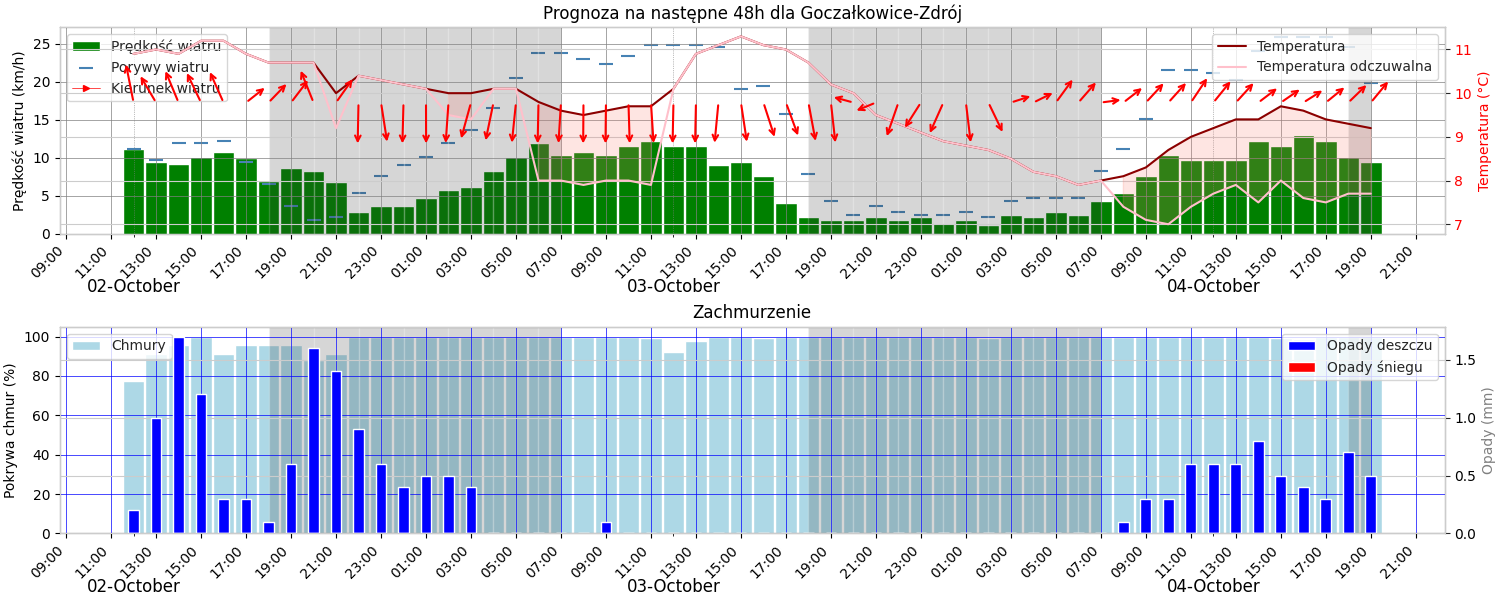 Prognoza na następne 48h dla Goczałkowice-Zdrój
Prędkość wiatru (km/h)
0
5
10
15
20
25
Prędkość wiatru
Porywy wiatru
Kierunek wiatru
Temperatura
Temperatura odczuwalna
7
8
9
10
11
Temperatura (°C)
09:00 11:00 13:00 15:00 17:00 19:00 21:00 23:00 01:00 03:00 05:00 07:00 09:00 11:00 13:00 15:00 17:00 19:00 21:00 23:00 01:00 03:00 05:00 07:00 09:00 11:00 13:00 15:00 17:00 19:00 21:00
02-October 03-October 04-October
Zachmurzenie
Pokrywa chmur (%)
0
20
40
60
80
100
Chmury
Opady deszczu
Opady śniegu
0.0
0.5
1.0
1.5
Opady (mm)
09:00 11:00 13:00 15:00 17:00 19:00 21:00 23:00 01:00 03:00 05:00 07:00 09:00 11:00 13:00 15:00 17:00 19:00 21:00 23:00 01:00 03:00 05:00 07:00 09:00 11:00 13:00 15:00 17:00 19:00 21:00
02-October 03-October 04-October